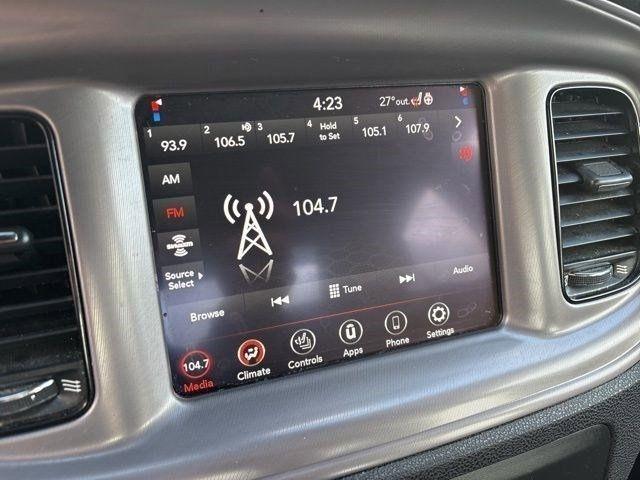 4:23 27° out
1 93.9 2 106.5 3 105.7 4 Hold to Set 5 105.1 6 107.9
AM
FM
104.7
SiriusXM
Source Select
Browse Tune Audio
104.7
Media Climate Controls Apps Phone Settings